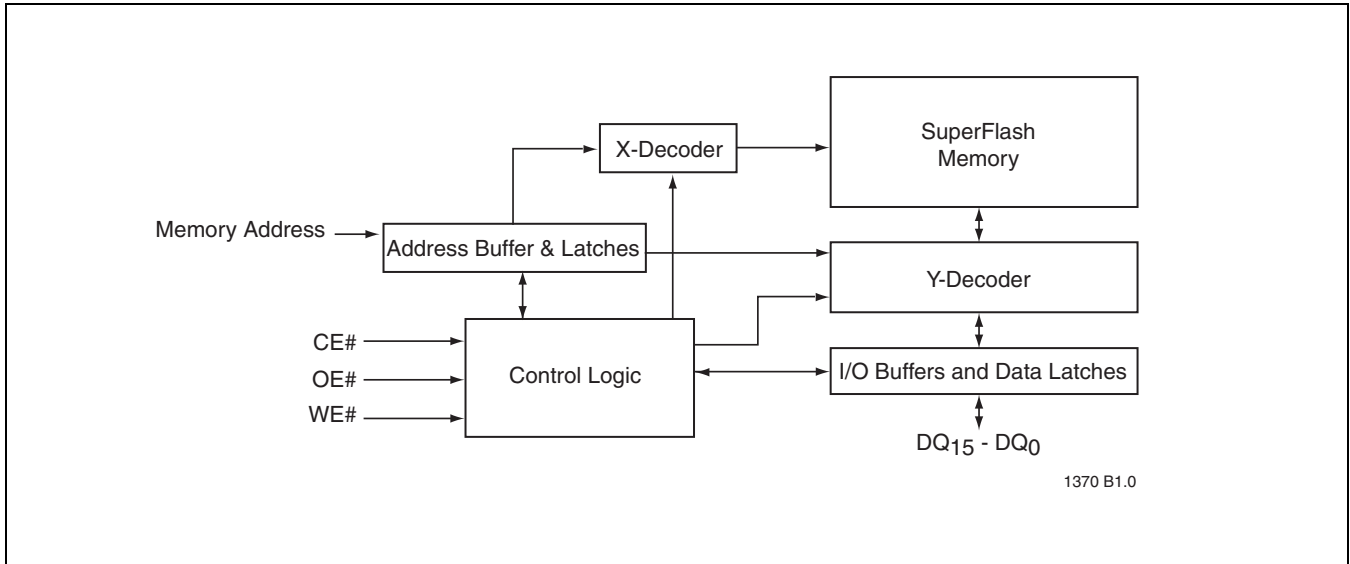 X-Decoder
SuperFlash
Memory
Memory Address
Address Buffer & Latches
Y-Decoder
CE#
OE#
WE#
Control Logic
I/O Buffers and Data Latches
DQ15 - DQ0
1370 B1.0